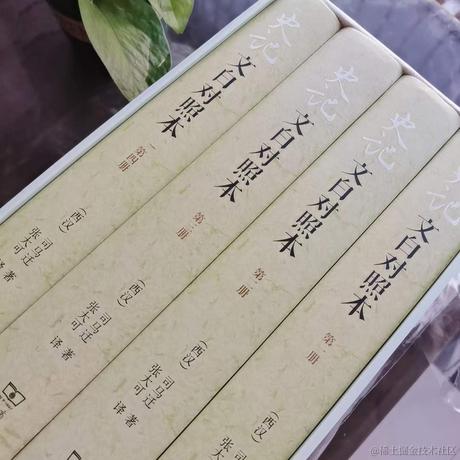 史记
文白对照本
第四册
(西汉)司马迁 著
张大可 译
商
史记
文白对照本
第三册
(西汉)司马迁 著
张大可 译
史记
文白对照本
第二册
(西汉)司马迁 著
张大可 译
史记
文白对照本
第一册
(西汉)
张大
@稀土掘金技术社区